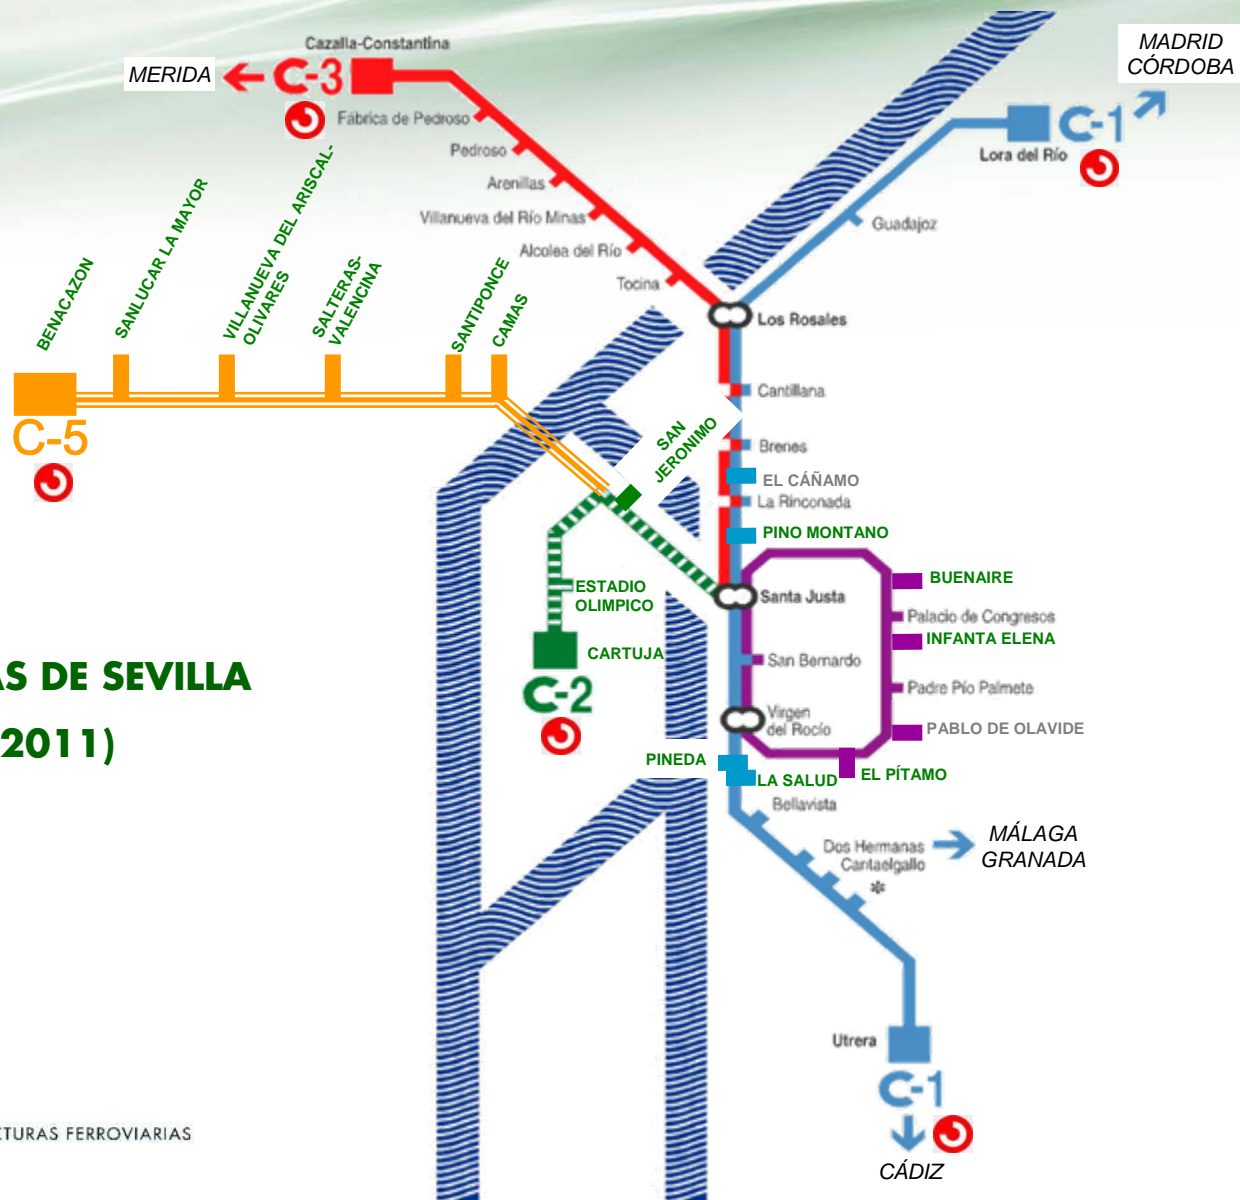 Cazalla-Constantina
MERIDA
C-3
MADRID
CÓRDOBA
C-1
Lora del Río
Fábrica de Pedroso
Pedroso
Arenillas
Villanueva del Río Minas
Alcolea del Río
Tocina
Guadajoz
Los Rosales
BENACAZON
SANLUCAR LA MAYOR
VILLANUEVA DEL ARISCAL-
OLIVARES
SALTERAS-
VALENCINA
SANTIPONCE
CAMAS
C-5
Cantillana
SAN
JERONIMO
Brenes
EL CÁÑAMO
La Rinconada
PINO MONTANO
BUENAIRE
ESTADIO
OLIMPICO
Santa Justa
Palacio de Congresos
INFANTA ELENA
CARTUJA
San Bernardo
C-2
Padre Pío Palmete
Virgen
del Rocío
PABLO DE OLAVIDE
AS DE SEVILLA
2011)
PINEDA
LA SALUD
EL PÍTAMO
Bellavista
Dos Hermanas
Cantaelgallo
*
MÁLAGA
GRANADA
Utrera
C-1
CÁDIZ
CTURAS FERROVIARIAS